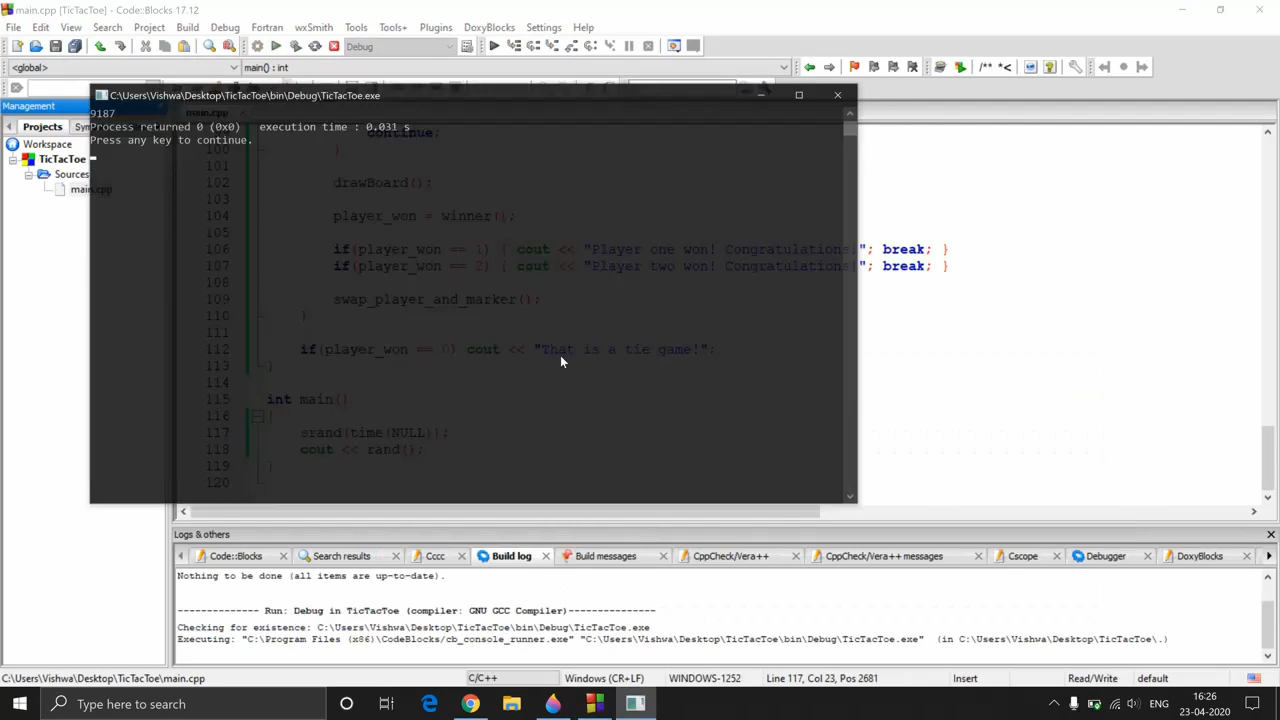 main.cpp [TicTacToe] - Code::Blocks 17.12
File Edit View Search Project Build Debug Fortran wxSmith Tools Tools+ Plugins DoxyBlocks Settings Help
Debug
<global> main() : int /** *<
C:\Users\Vishwa\Desktop\TicTacToe\bin\Debug\TicTacToe.exe
Management
Projects Sy
Workspace
TicTacToe
Sources
main.cpp
9187
Process returned 0 (0x0) execution time : 0.031 s
Press any key to continue.
main.cpp
continue;
100 }
101
102 drawBoard();
103
104 player_won = winner();
105
106 if(player_won == 1) { cout << "Player one won! Congratulations!"; break; }
107 if(player_won == 2) { cout << "Player two won! Congratulations!"; break; }
108
109 swap_player_and_marker();
110 }
111
112 if(player_won == 0) cout << "That is a tie game!";
113 }
114
115 int main()
116 {
117 srand(time(NULL));
118 cout << rand();
119 }
120
Logs & others
Code::Blocks Search results Cccc Build log Build messages CppCheck/Vera++ CppCheck/Vera++ messages Cscope Debugger DoxyBlocks
Nothing to be done (all items are up-to-date).
-------------- Run: Debug in TicTacToe (compiler: GNU GCC Compiler)---------------
Checking for existence: C:\Users\Vishwa\Desktop\TicTacToe\bin\Debug\TicTacToe.exe
Executing: "C:\Program Files (x86)\CodeBlocks/cb_console_runner.exe" "C:\Users\Vishwa\Desktop\TicTacToe\bin\Debug\TicTacToe.exe" (in C:\Users\Vishwa\Desktop\TicTacToe\.)
C:\Users\Vishwa\Desktop\TicTacToe\main.cpp C/C++ Windows (CR+LF) WINDOWS-1252 Line 117, Col 23, Pos 2681 Insert Read/Write default
Type here to search
16:26
23-04-2020